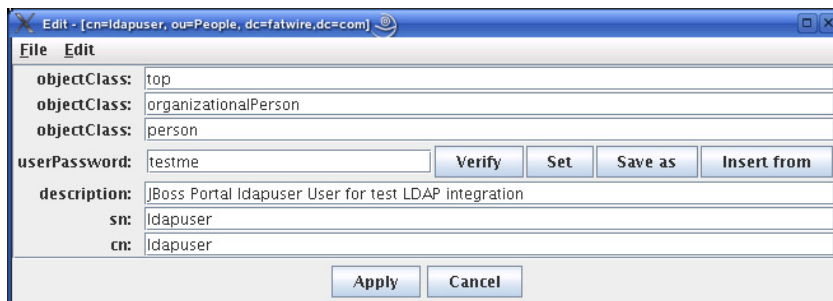 Edit - [cn=ldapuser, ou=People, dc=fatwire,dc=com]
File Edit
objectClass: top
objectClass: organizationalPerson
objectClass: person
userPassword: testme Verify Set Save as Insert from
description: JBoss Portal ldapuser User for test LDAP integration
sn: ldapuser
cn: ldapuser
Apply Cancel